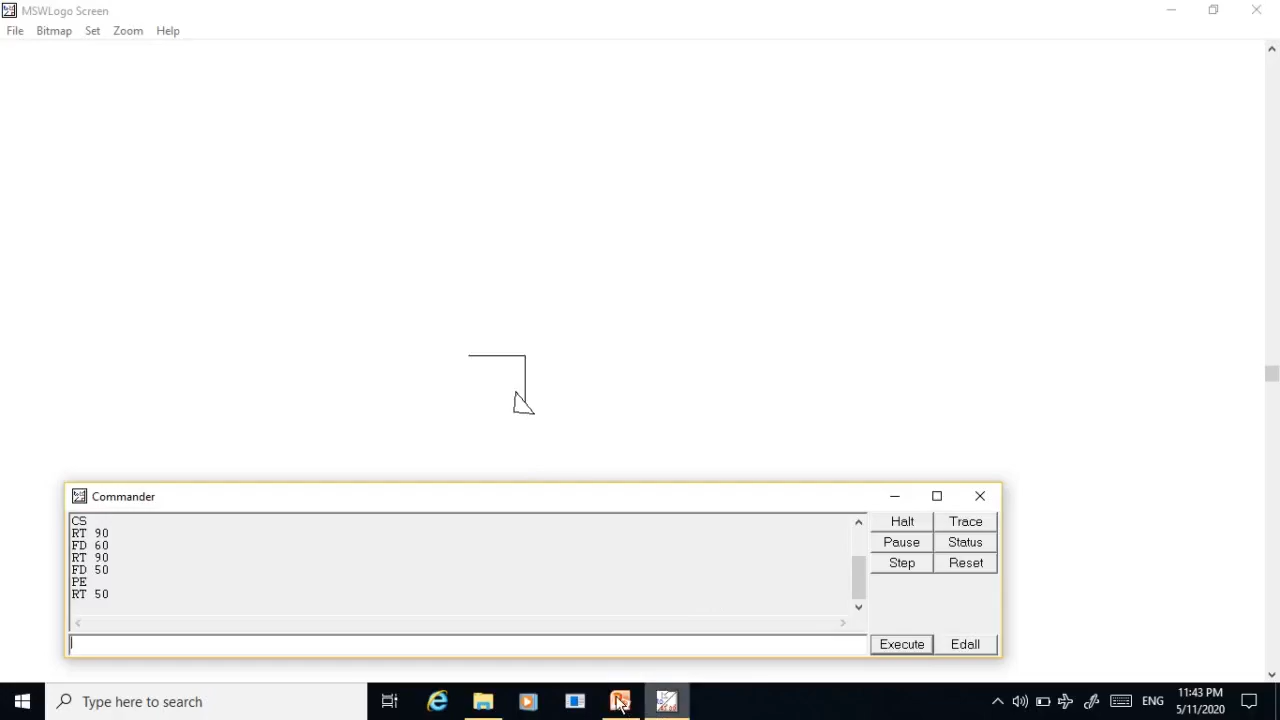 MSWLogo Screen
File Bitmap Set Zoom Help
Commander
CS
RT 90
FD 60
RT 90
FD 50
PE
RT 50
Halt Trace
Pause Status
Step Reset
Execute Edall
Type here to search
ENG
11:43 PM
5/11/2020